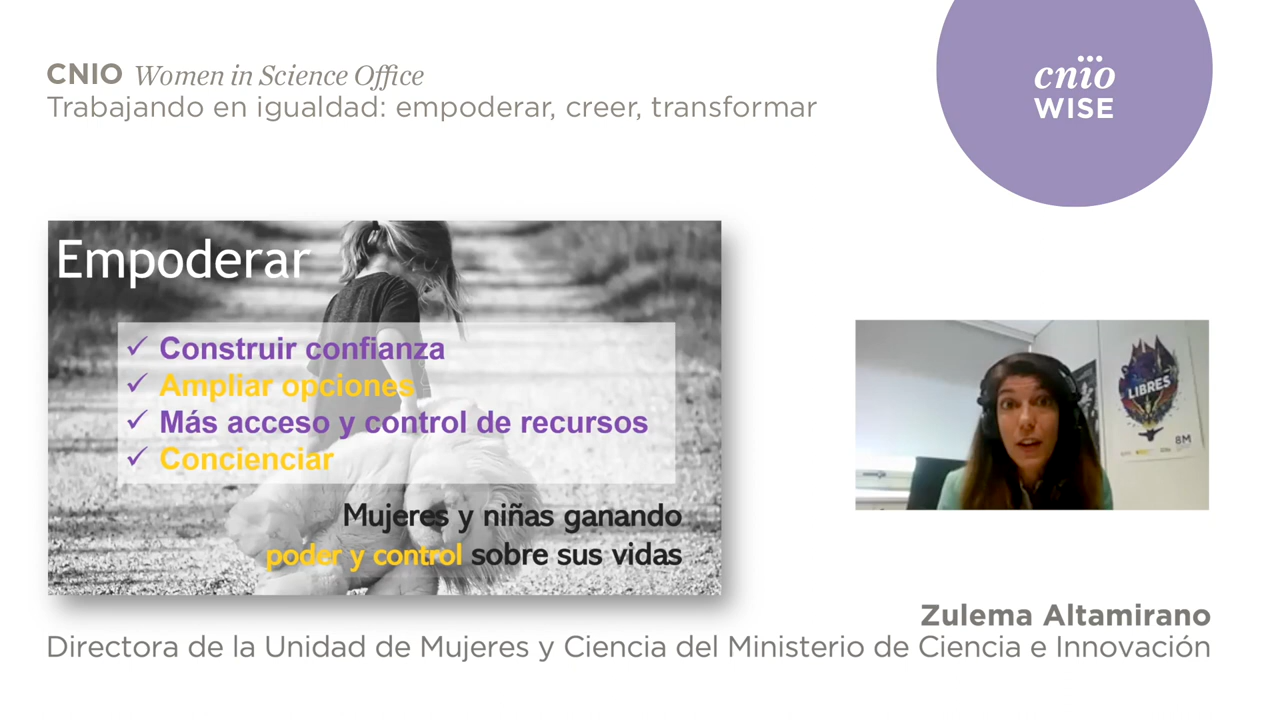 CNIO Women in Science Office
Trabajando en igualdad: empoderar, creer, transformar
cnio
WISE
Empoderar
✓ Construir confianza
✓ Ampliar opciones
✓ Más acceso y control de recursos
✓ Concienciar
Mujeres y niñas ganando
poder y control sobre sus vidas
LIBRES
8M
Zulema Altamirano
Directora de la Unidad de Mujeres y Ciencia del Ministerio de Ciencia e Innovación